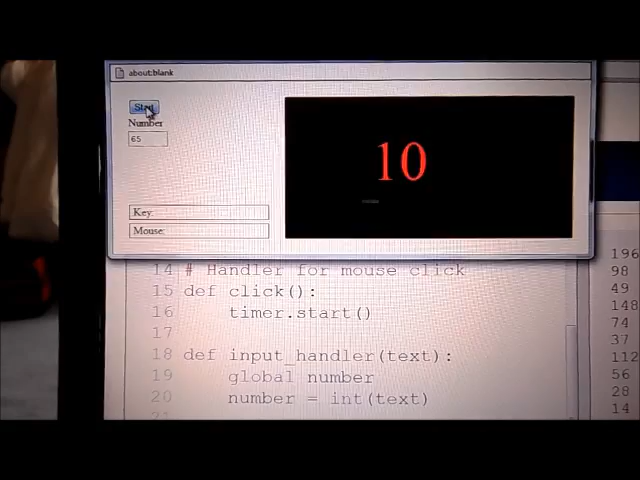 about:blank
Start
Number
65
10
Key:
Mouse:
14 # Handler for mouse click
15 def click():
16 timer.start()
17
18 def input_handler(text):
19 global number
20 number = int(text)
21
196
98
49
148
74
37
112
56
28
14